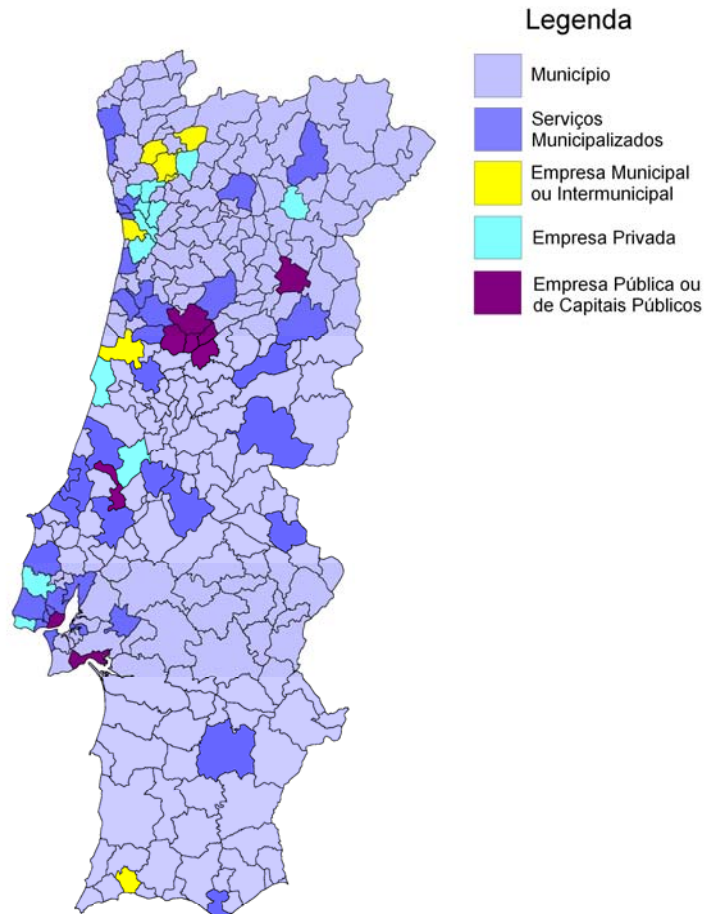 Legenda
Município
Serviços
Municipalizados
Empresa Municipal
ou Intermunicipal
Empresa Privada
Empresa Pública ou
de Capitais Públicos